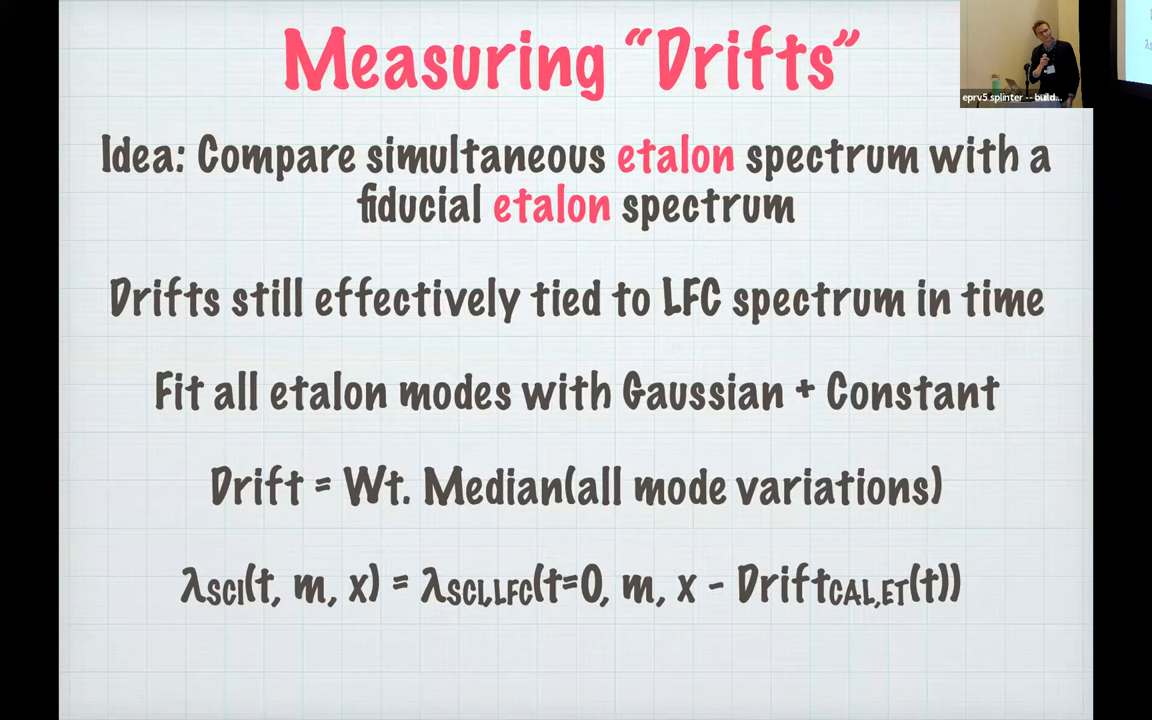 Measuring “Drifts”
eprv5 splinter -- build...
Idea: Compare simultaneous etalon spectrum with a
fiducial etalon spectrum
Drifts still effectively tied to LFC spectrum in time
Fit all etalon modes with Gaussian + Constant
Drift = Wt. Median(all mode variations)
λSCI(t, m, x) = λSCI,LFC(t=0, m, x - DriftCAL,ET(t))